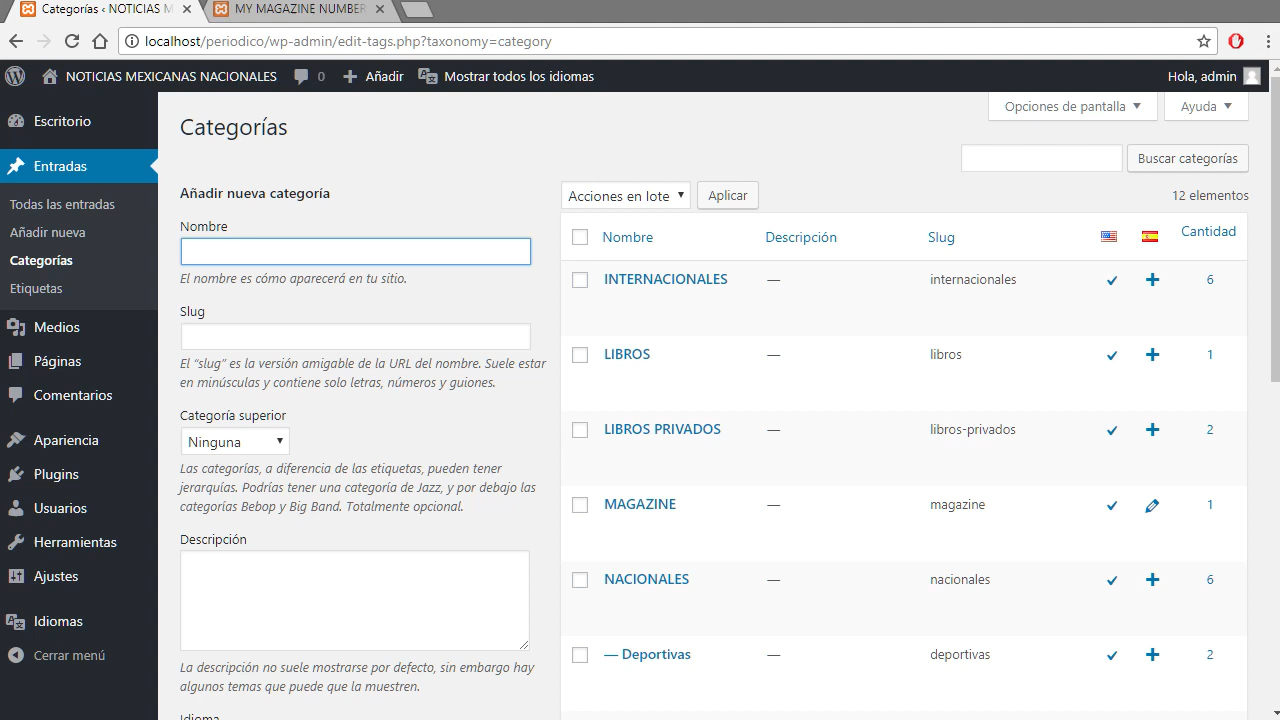 Categorías ‹ NOTICIAS M
MY MAGAZINE NUMBER
localhost/periodico/wp-admin/edit-tags.php?taxonomy=category
NOTICIAS MEXICANAS NACIONALES
0
Añadir
Mostrar todos los idiomas
Hola, admin
Escritorio
Entradas
Todas las entradas
Añadir nueva
Categorías
Etiquetas
Medios
Páginas
Comentarios
Apariencia
Plugins
Usuarios
Herramientas
Ajustes
Idiomas
Cerrar menú
Opciones de pantalla
Ayuda
Categorías
Buscar categorías
Añadir nueva categoría
Nombre
El nombre es cómo aparecerá en tu sitio.
Slug
El “slug” es la versión amigable de la URL del nombre. Suele estar
en minúsculas y contiene solo letras, números y guiones.
Categoría superior
Ninguna
Las categorías, a diferencia de las etiquetas, pueden tener
jerarquías. Podrías tener una categoría de Jazz, y por debajo las
categorías Bebop y Big Band. Totalmente opcional.
Descripción
La descripción no suele mostrarse por defecto, sin embargo hay
algunos temas que puede que la muestren.
Idioma
Acciones en lote
Aplicar
12 elementos
Nombre Descripción Slug Cantidad
INTERNACIONALES — internacionales 6
LIBROS — libros 1
LIBROS PRIVADOS — libros-privados 2
MAGAZINE — magazine 1
NACIONALES — nacionales 6
— Deportivas — deportivas 2